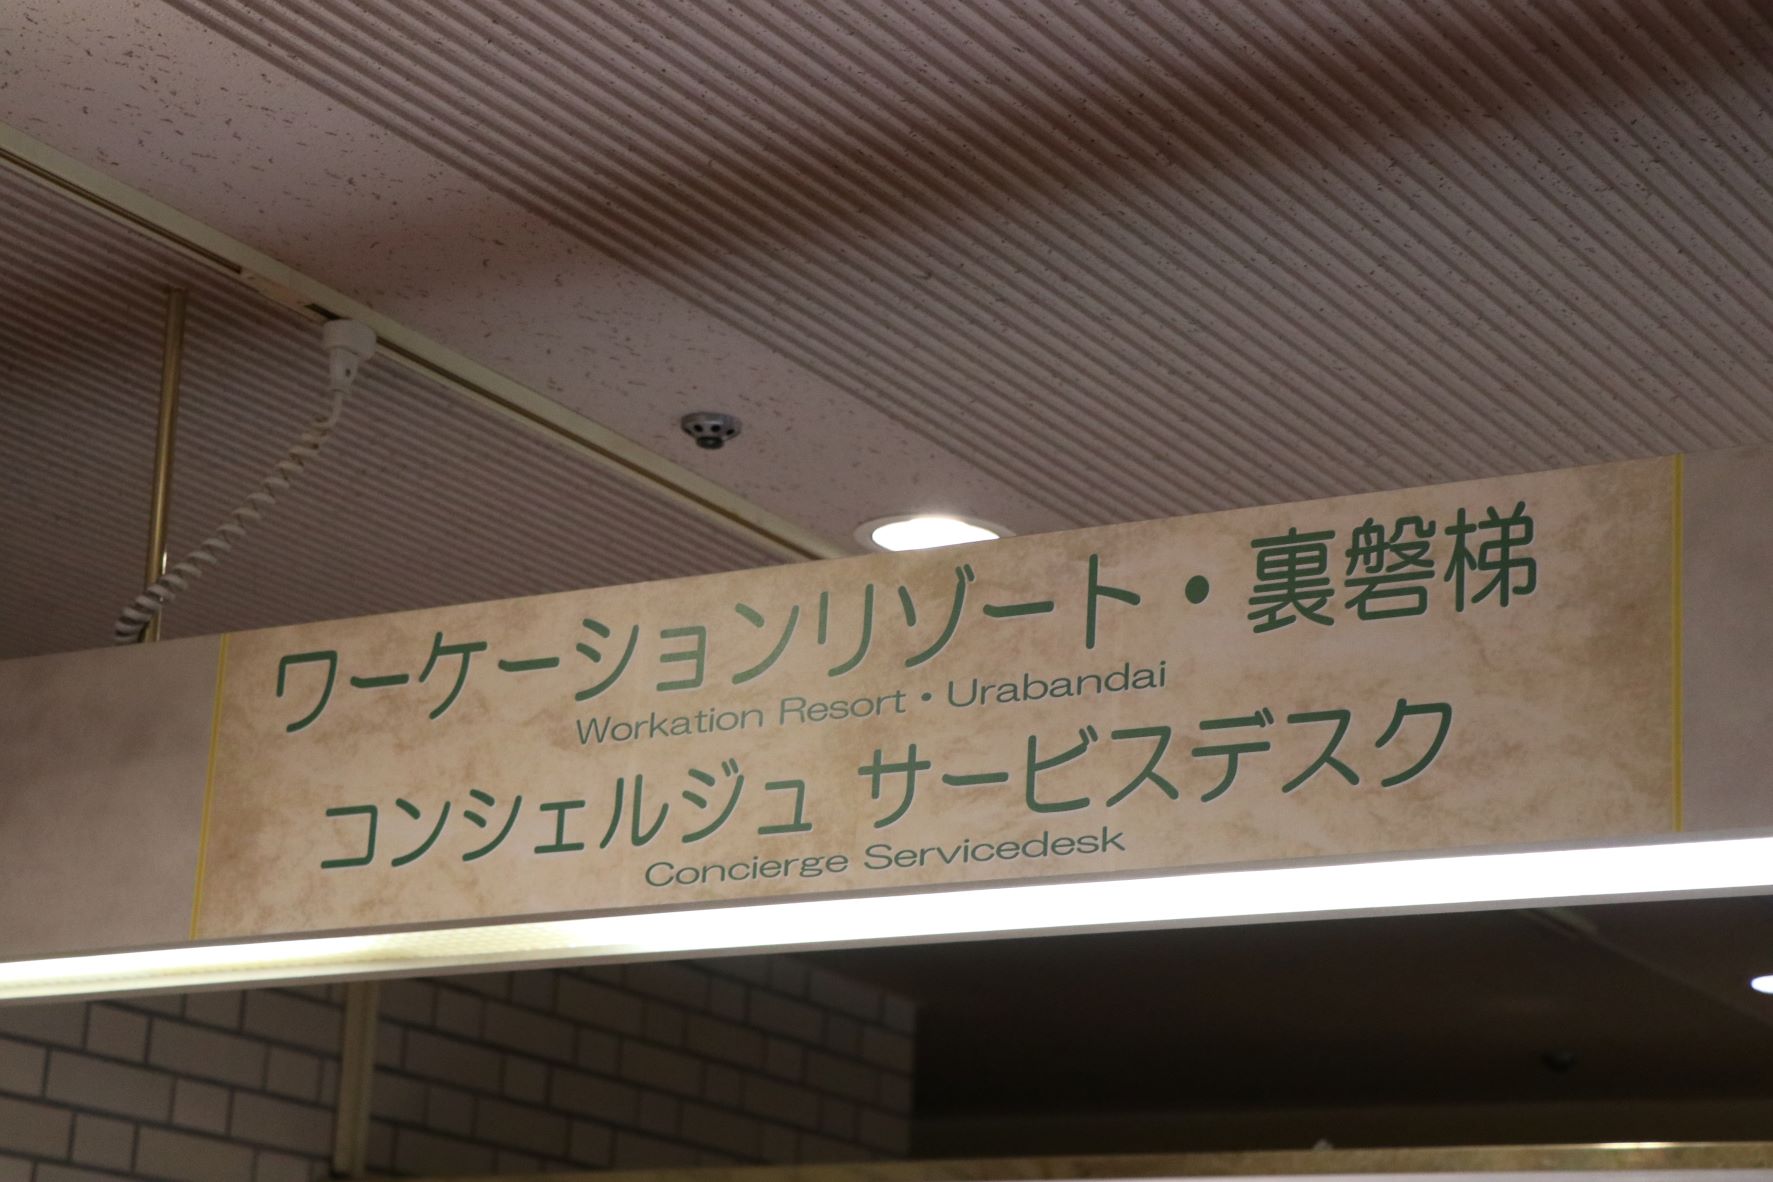 ワーケーションリゾート・裏磐梯
Workation Resort・Urabandai
コンシェルジュ サービスデスク
Concierge Servicedesk